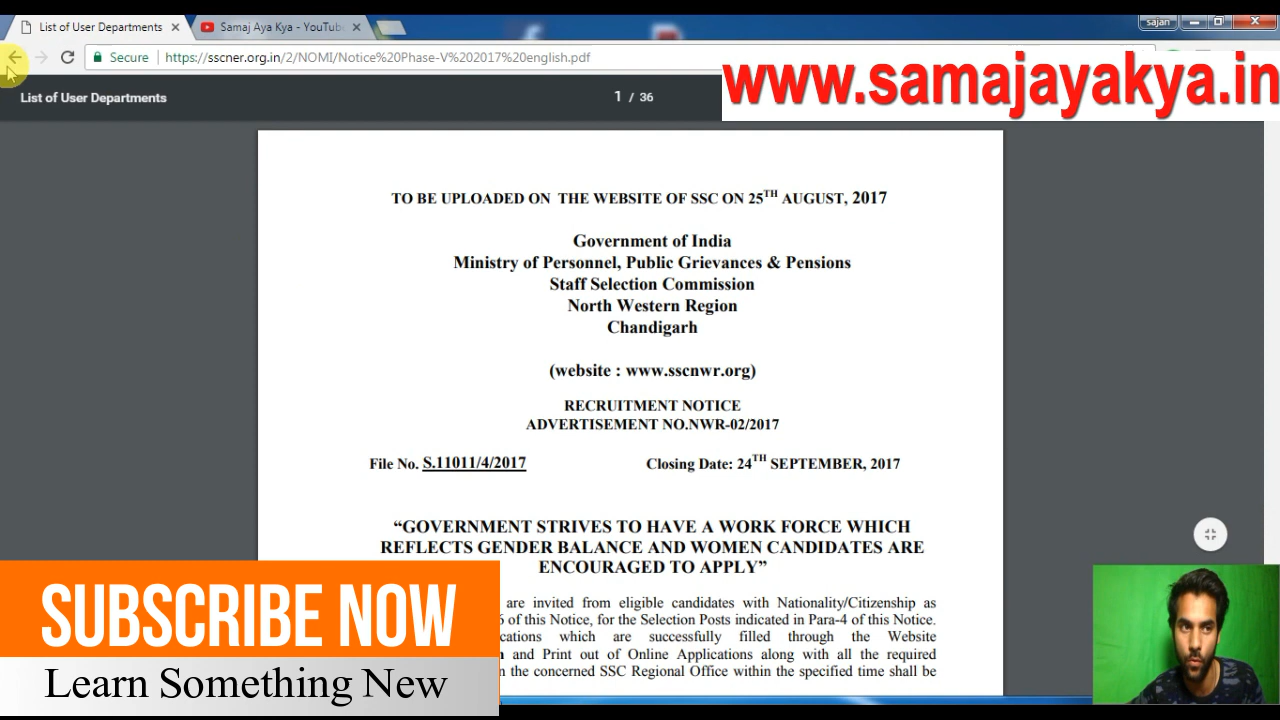 List of User Departments
Samaj Aya Kya - YouTub
sajan
Secure
https://sscner.org.in/2/NOMI/Notice%20Phase-V%202017%20english.pdf
www.samajayakya.in
List of User Departments
1 / 36
TO BE UPLOADED ON THE WEBSITE OF SSC ON 25TH AUGUST, 2017
Government of India
Ministry of Personnel, Public Grievances & Pensions
Staff Selection Commission
North Western Region
Chandigarh
(website : www.sscnwr.org)
RECRUITMENT NOTICE
ADVERTISEMENT NO.NWR-02/2017
File No. S.11011/4/2017 Closing Date: 24TH SEPTEMBER, 2017
“GOVERNMENT STRIVES TO HAVE A WORK FORCE WHICH
REFLECTS GENDER BALANCE AND WOMEN CANDIDATES ARE
ENCOURAGED TO APPLY”
are invited from eligible candidates with Nationality/Citizenship as
6 of this Notice, for the Selection Posts indicated in Para-4 of this Notice.
cations which are successfully filled through the Website
and Print out of Online Applications along with all the required
the concerned SSC Regional Office within the specified time shall be
SUBSCRIBE NOW
Learn Something New